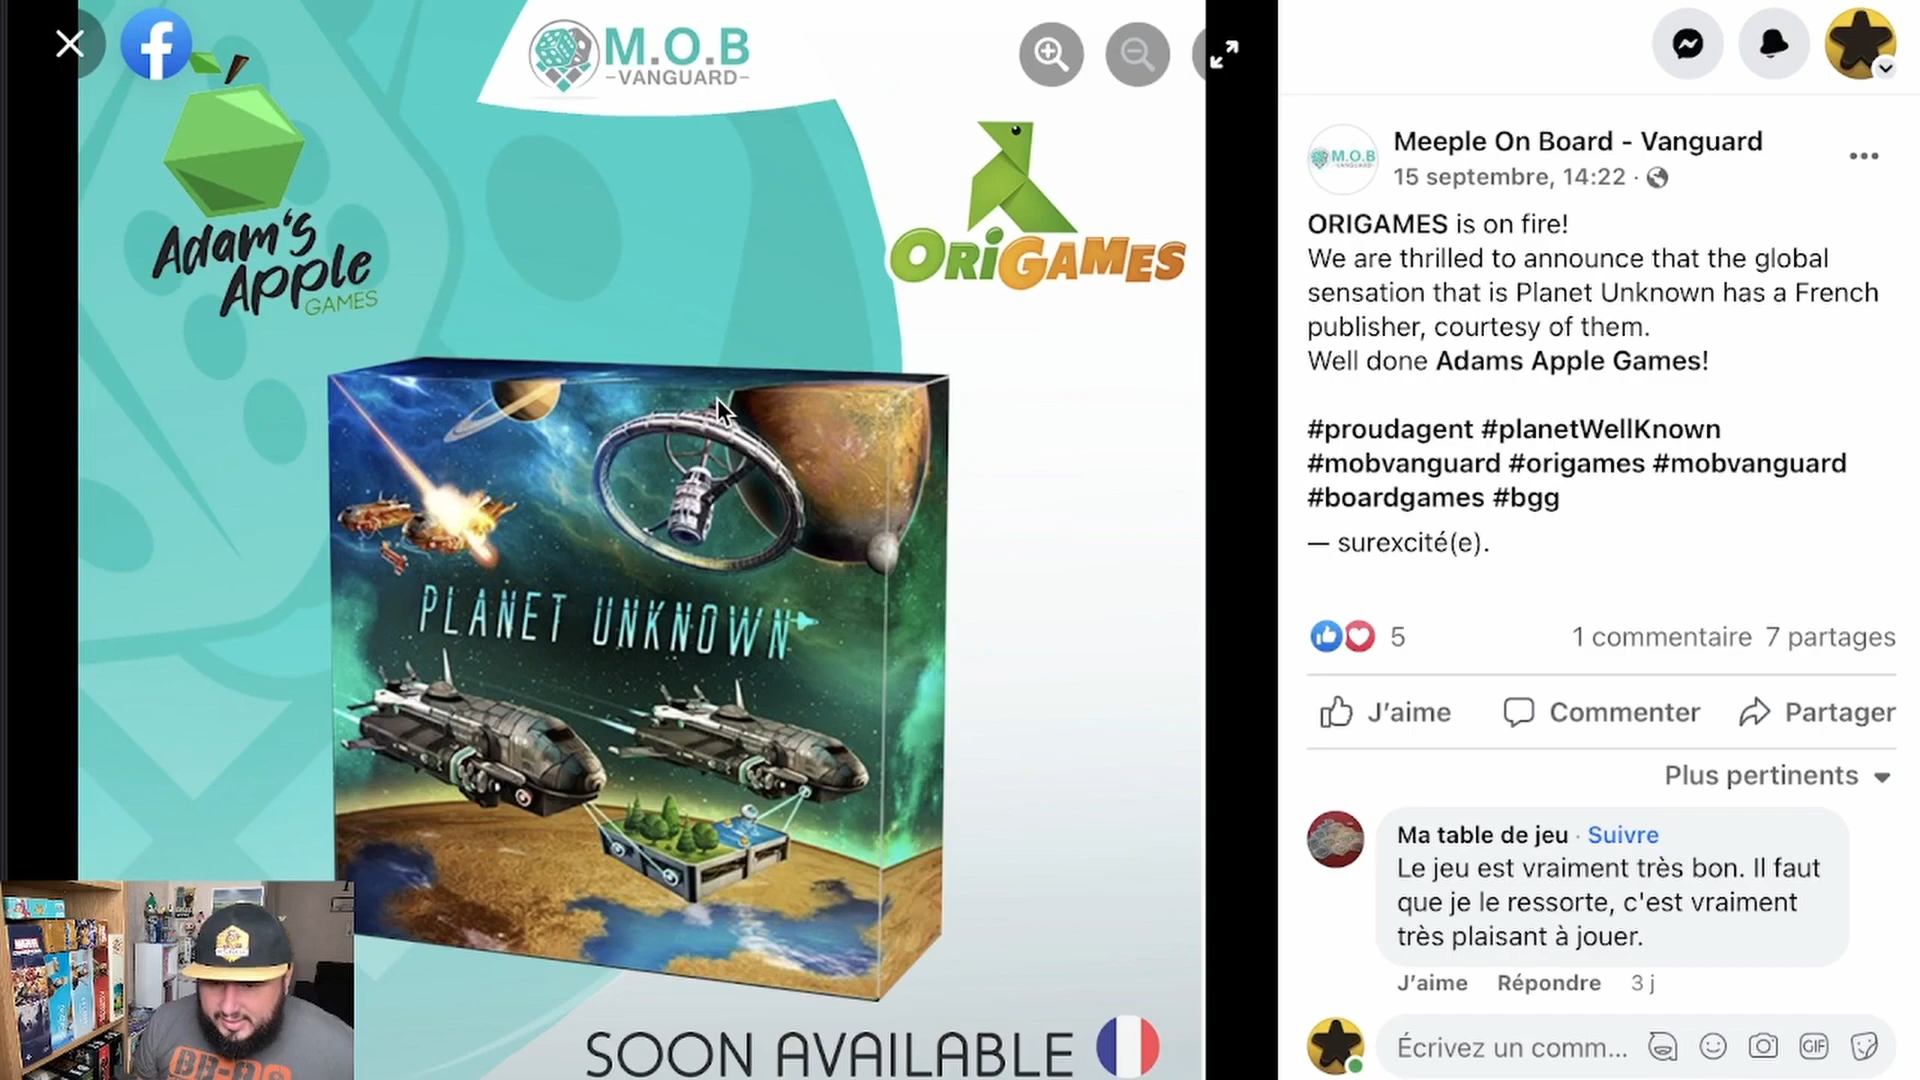 M.O.B
-VANGUARD-
Adam's
Apple
GAMES
ORIGAMES
PLANET UNKNOWN
SOON AVAILABLE
M.O.B
Meeple On Board - Vanguard
15 septembre, 14:22 ·
ORIGAMES is on fire!
We are thrilled to announce that the global
sensation that is Planet Unknown has a French
publisher, courtesy of them.
Well done Adams Apple Games!
#proudagent #planetWellKnown
#mobvanguard #origames #mobvanguard
#boardgames #bgg
— surexcité(e).
5
1 commentaire 7 partages
J'aime
Commenter
Partager
Plus pertinents
Ma table de jeu · Suivre
Le jeu est vraiment très bon. Il faut
que je le ressorte, c'est vraiment
très plaisant à jouer.
J'aime Répondre 3 j
Écrivez un comm...
GIF